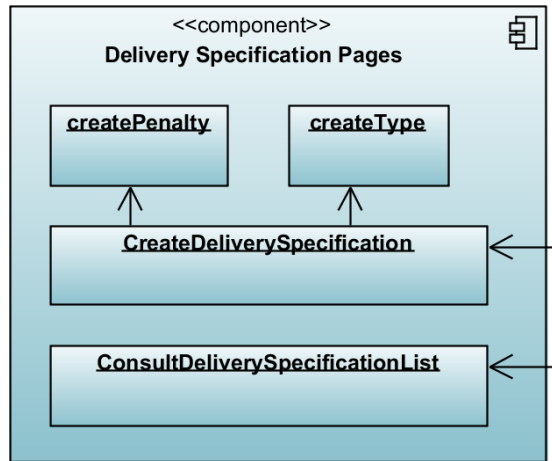 <<component>>
Delivery Specification Pages
createPenalty
createType
CreateDeliverySpecification
ConsultDeliverySpecificationList